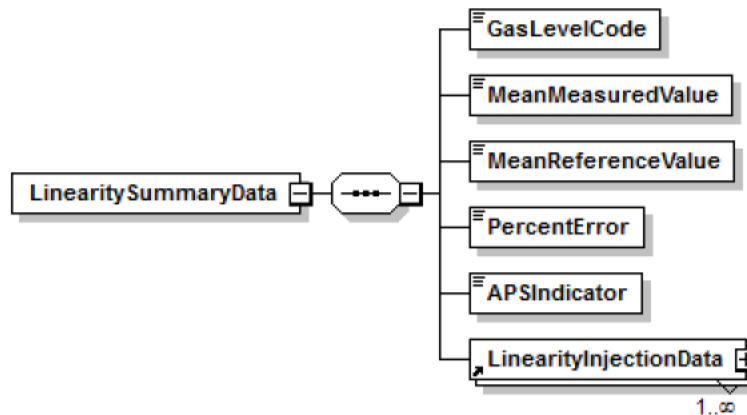 GasLevelCode
MeanMeasuredValue
MeanReferenceValue
LinearitySummaryData
PercentError
APSIndicator
LinearityInjectionData
1..∞